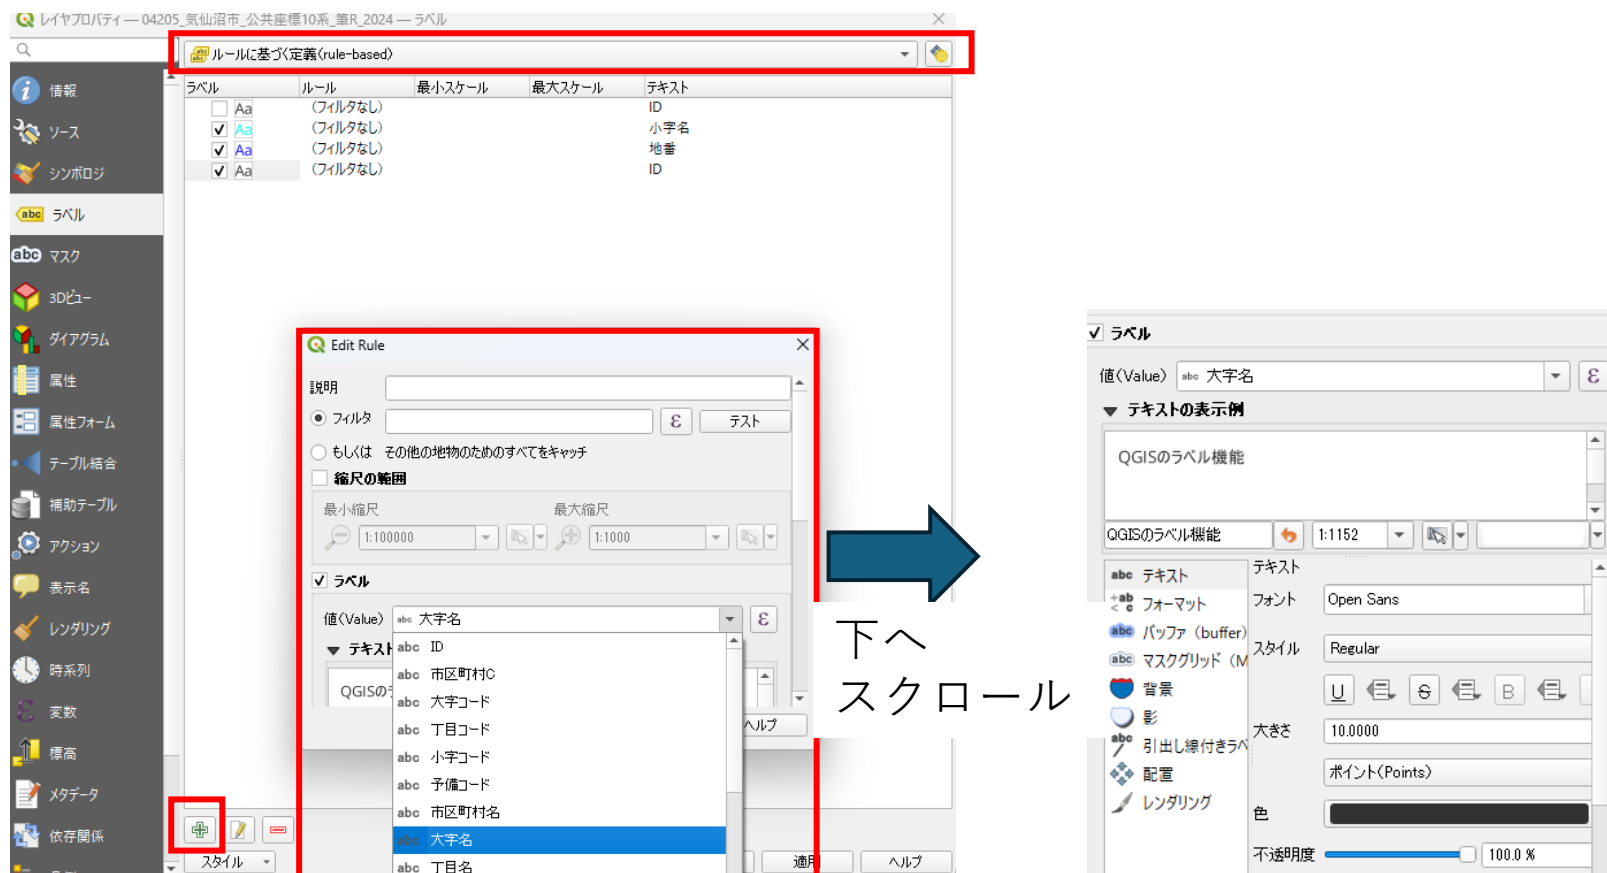 レイヤプロパティ — 04205_気仙沼市_公共座標10系_筆R_2024 — ラベル
ルールに基づく定義(rule-based)
情報
ソース
シンボロジ
ラベル
マスク
3Dビュー
ダイアグラム
属性
属性フォーム
テーブル結合
補助テーブル
アクション
表示名
レンダリング
時系列
変数
標高
メタデータ
依存関係
ラベル ルール 最小スケール 最大スケール テキスト
Aa (フィルタなし) ID
Aa (フィルタなし) 小字名
Aa (フィルタなし) 地番
Aa (フィルタなし) ID
Edit Rule
説明
フィルタ ε テスト
もしくは その他の地物のためのすべてをキャッチ
縮尺の範囲
最小縮尺 最大縮尺
1:100000 1:1000
ラベル
値(Value) abc 大字名 ε
abc ID
abc 市区町村C
abc 大字コード
abc 丁目コード
abc 小字コード
abc 予備コード
abc 市区町村名
abc 大字名
abc 丁目名
ヘルプ
スタイル 適用 ヘルプ
下へ
スクロール
ラベル
値(Value) abc 大字名 ε
テキストの表示例
QGISのラベル機能
QGISのラベル機能 1:1152
abc テキスト
+ab < c フォーマット
abc バッファ (buffer)
abc マスクグリッド (M
背景
影
abc 引出し線付きラベ
配置
レンダリング
テキスト
フォント Open Sans
スタイル Regular
U S B
大きさ 10.0000
ポイント(Points)
色
不透明度 100.0 %